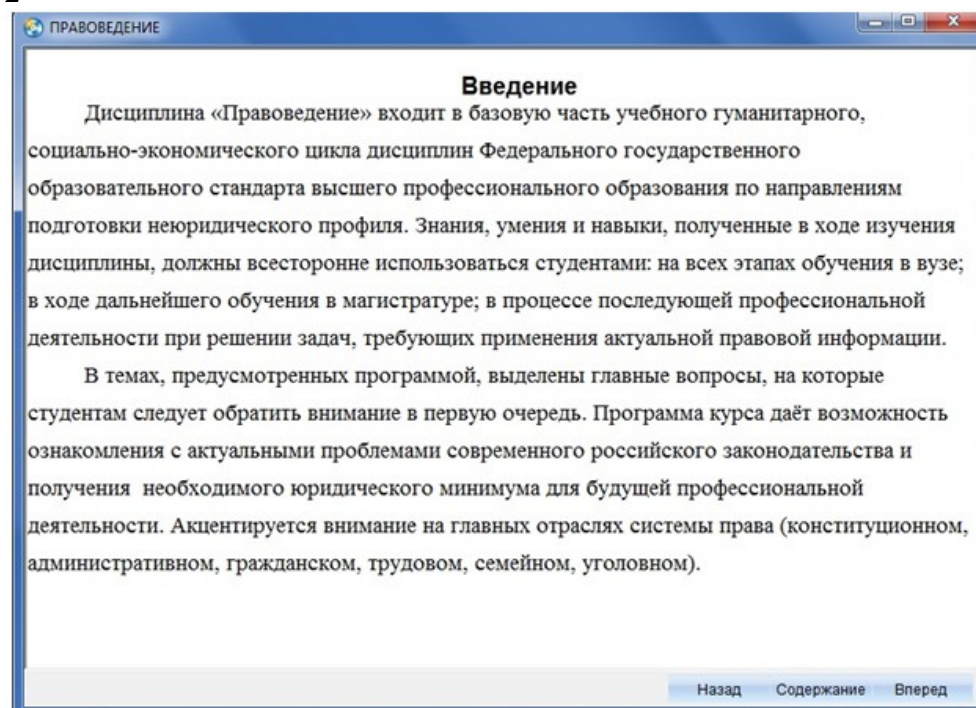 ПРАВОВЕДЕНИЕ
Введение
Дисциплина «Правоведение» входит в базовую часть учебного гуманитарного,
социально-экономического цикла дисциплин Федерального государственного
образовательного стандарта высшего профессионального образования по направлениям
подготовки неюридического профиля. Знания, умения и навыки, полученные в ходе изучения
дисциплины, должны всесторонне использоваться студентами: на всех этапах обучения в вузе;
в ходе дальнейшего обучения в магистратуре; в процессе последующей профессиональной
деятельности при решении задач, требующих применения актуальной правовой информации.
В темах, предусмотренных программой, выделены главные вопросы, на которые
студентам следует обратить внимание в первую очередь. Программа курса даёт возможность
ознакомления с актуальными проблемами современного российского законодательства и
получения необходимого юридического минимума для будущей профессиональной
деятельности. Акцентируется внимание на главных отраслях системы права (конституционном,
административном, гражданском, трудовом, семейном, уголовном).
Назад Содержание Вперед